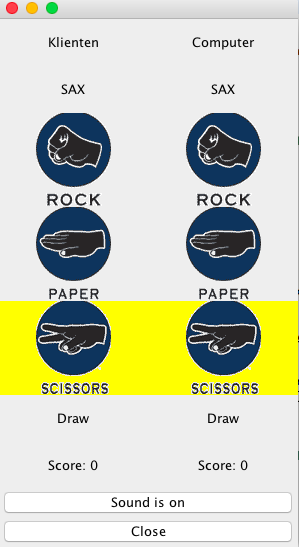 Klienten Computer
SAX SAX
ROCK ROCK
PAPER PAPER
SCISSORS SCISSORS
Draw Draw
Score: 0 Score: 0
Sound is on
Close